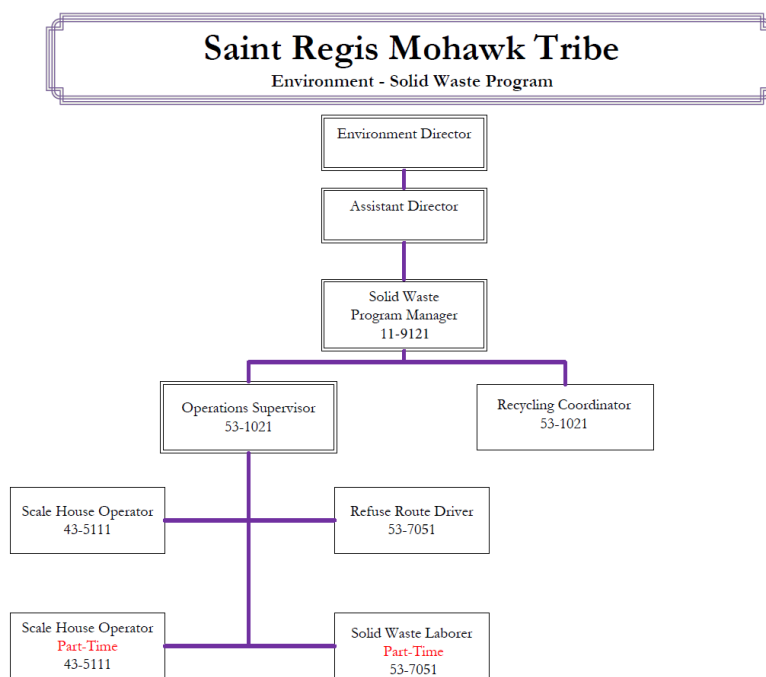 Saint Regis Mohawk Tribe
Environment - Solid Waste Program
Environment Director
Assistant Director
Solid Waste
Program Manager
11-9121
Operations Supervisor
53-1021
Recycling Coordinator
53-1021
Scale House Operator
43-5111
Refuse Route Driver
53-7051
Scale House Operator
Part-Time
43-5111
Solid Waste Laborer
Part-Time
53-7051